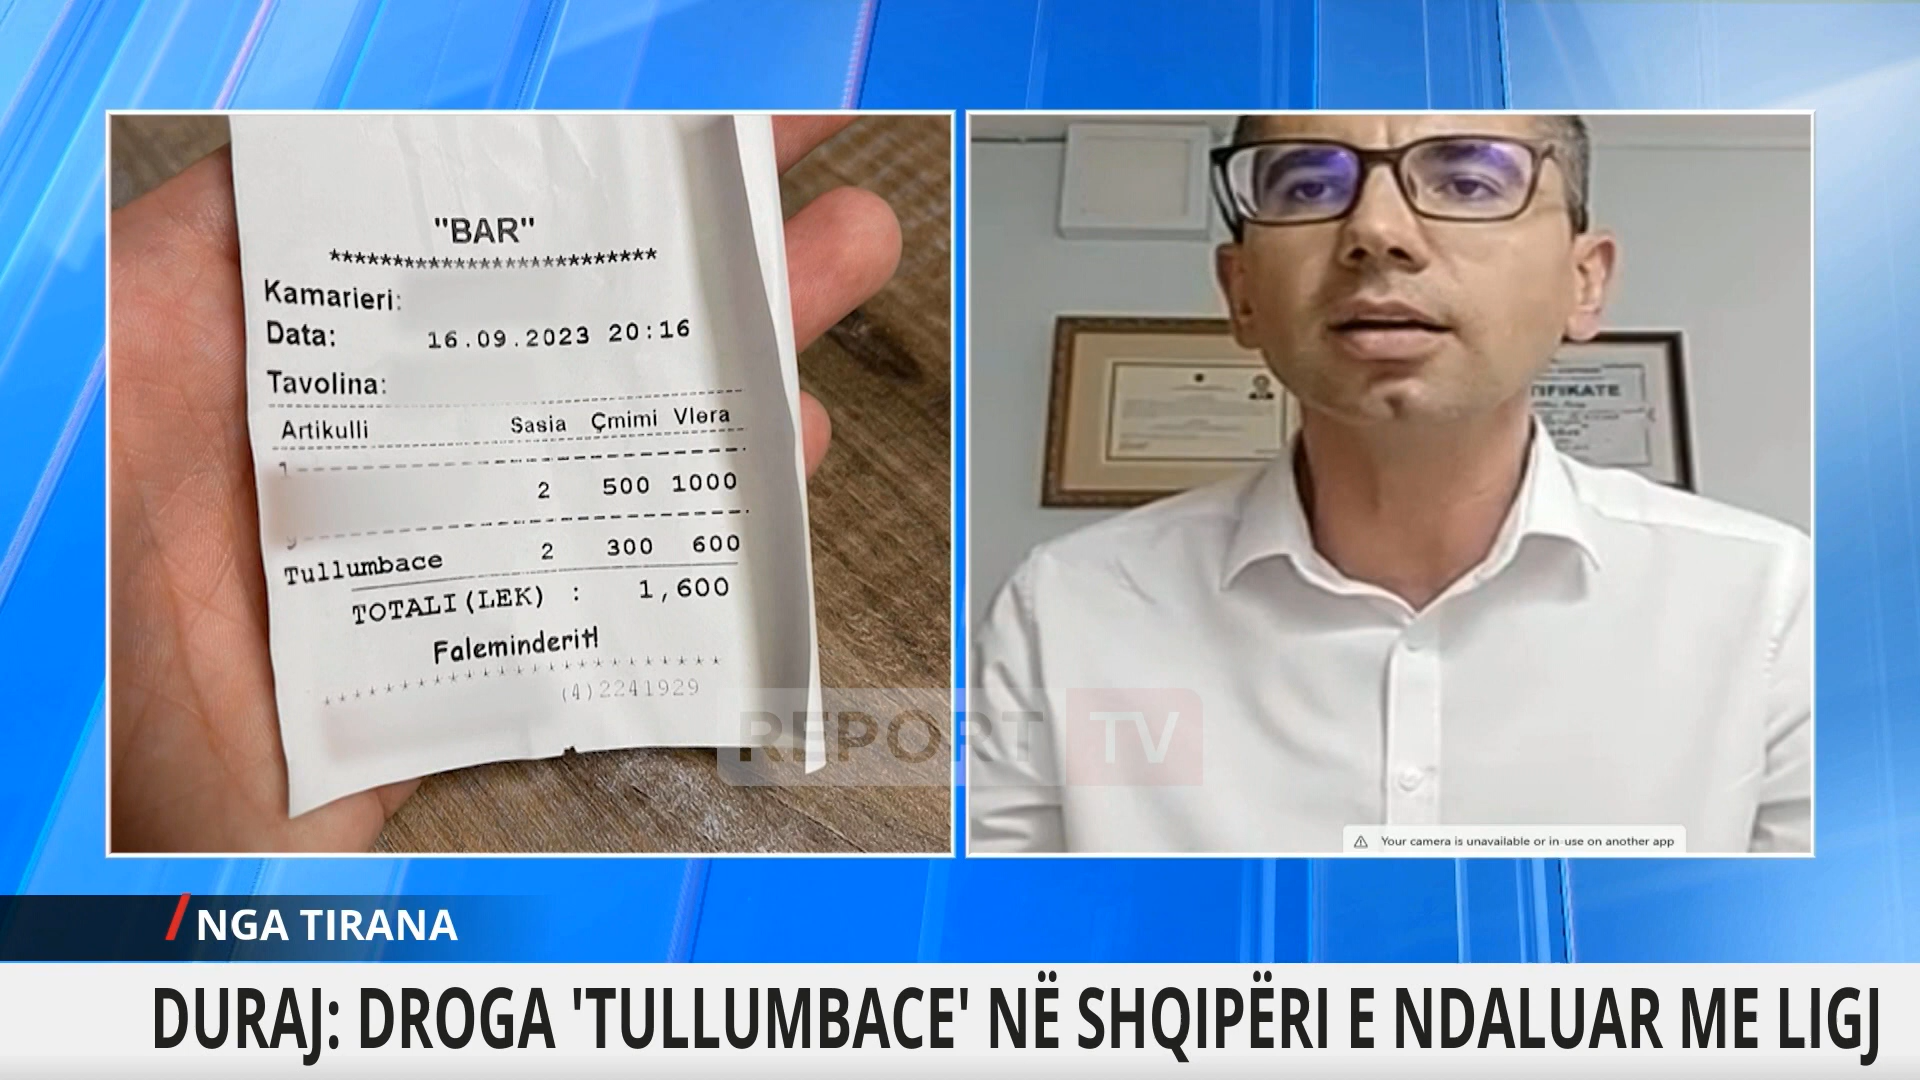 "BAR"
*************************
Kamarieri:
Data: 16.09.2023 20:16
Tavolina:
Artikulli Sasia Çmimi Vlera
2 500 1000
Tullumbace 2 300 600
TOTALI(LEK) : 1,600
Faleminderit!
(4)2241929
TIFIKATE
REPORT TV
Your camera is unavailable or in-use on another app
NGA TIRANA
DURAJ: DROGA 'TULLUMBACE' NË SHQIPËRI E NDALUAR ME LIGJ